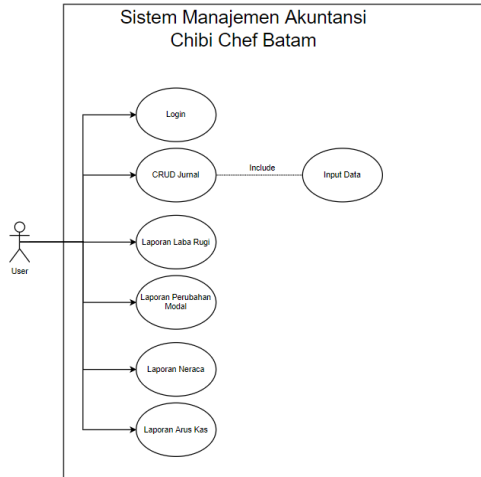 Sistem Manajemen Akuntansi
Chibi Chef Batam
Login
CRUD Jurnal
Include
Input Data
Laporan Laba Rugi
User
Laporan Perubahan
Modal
Laporan Neraca
Laporan Arus Kas